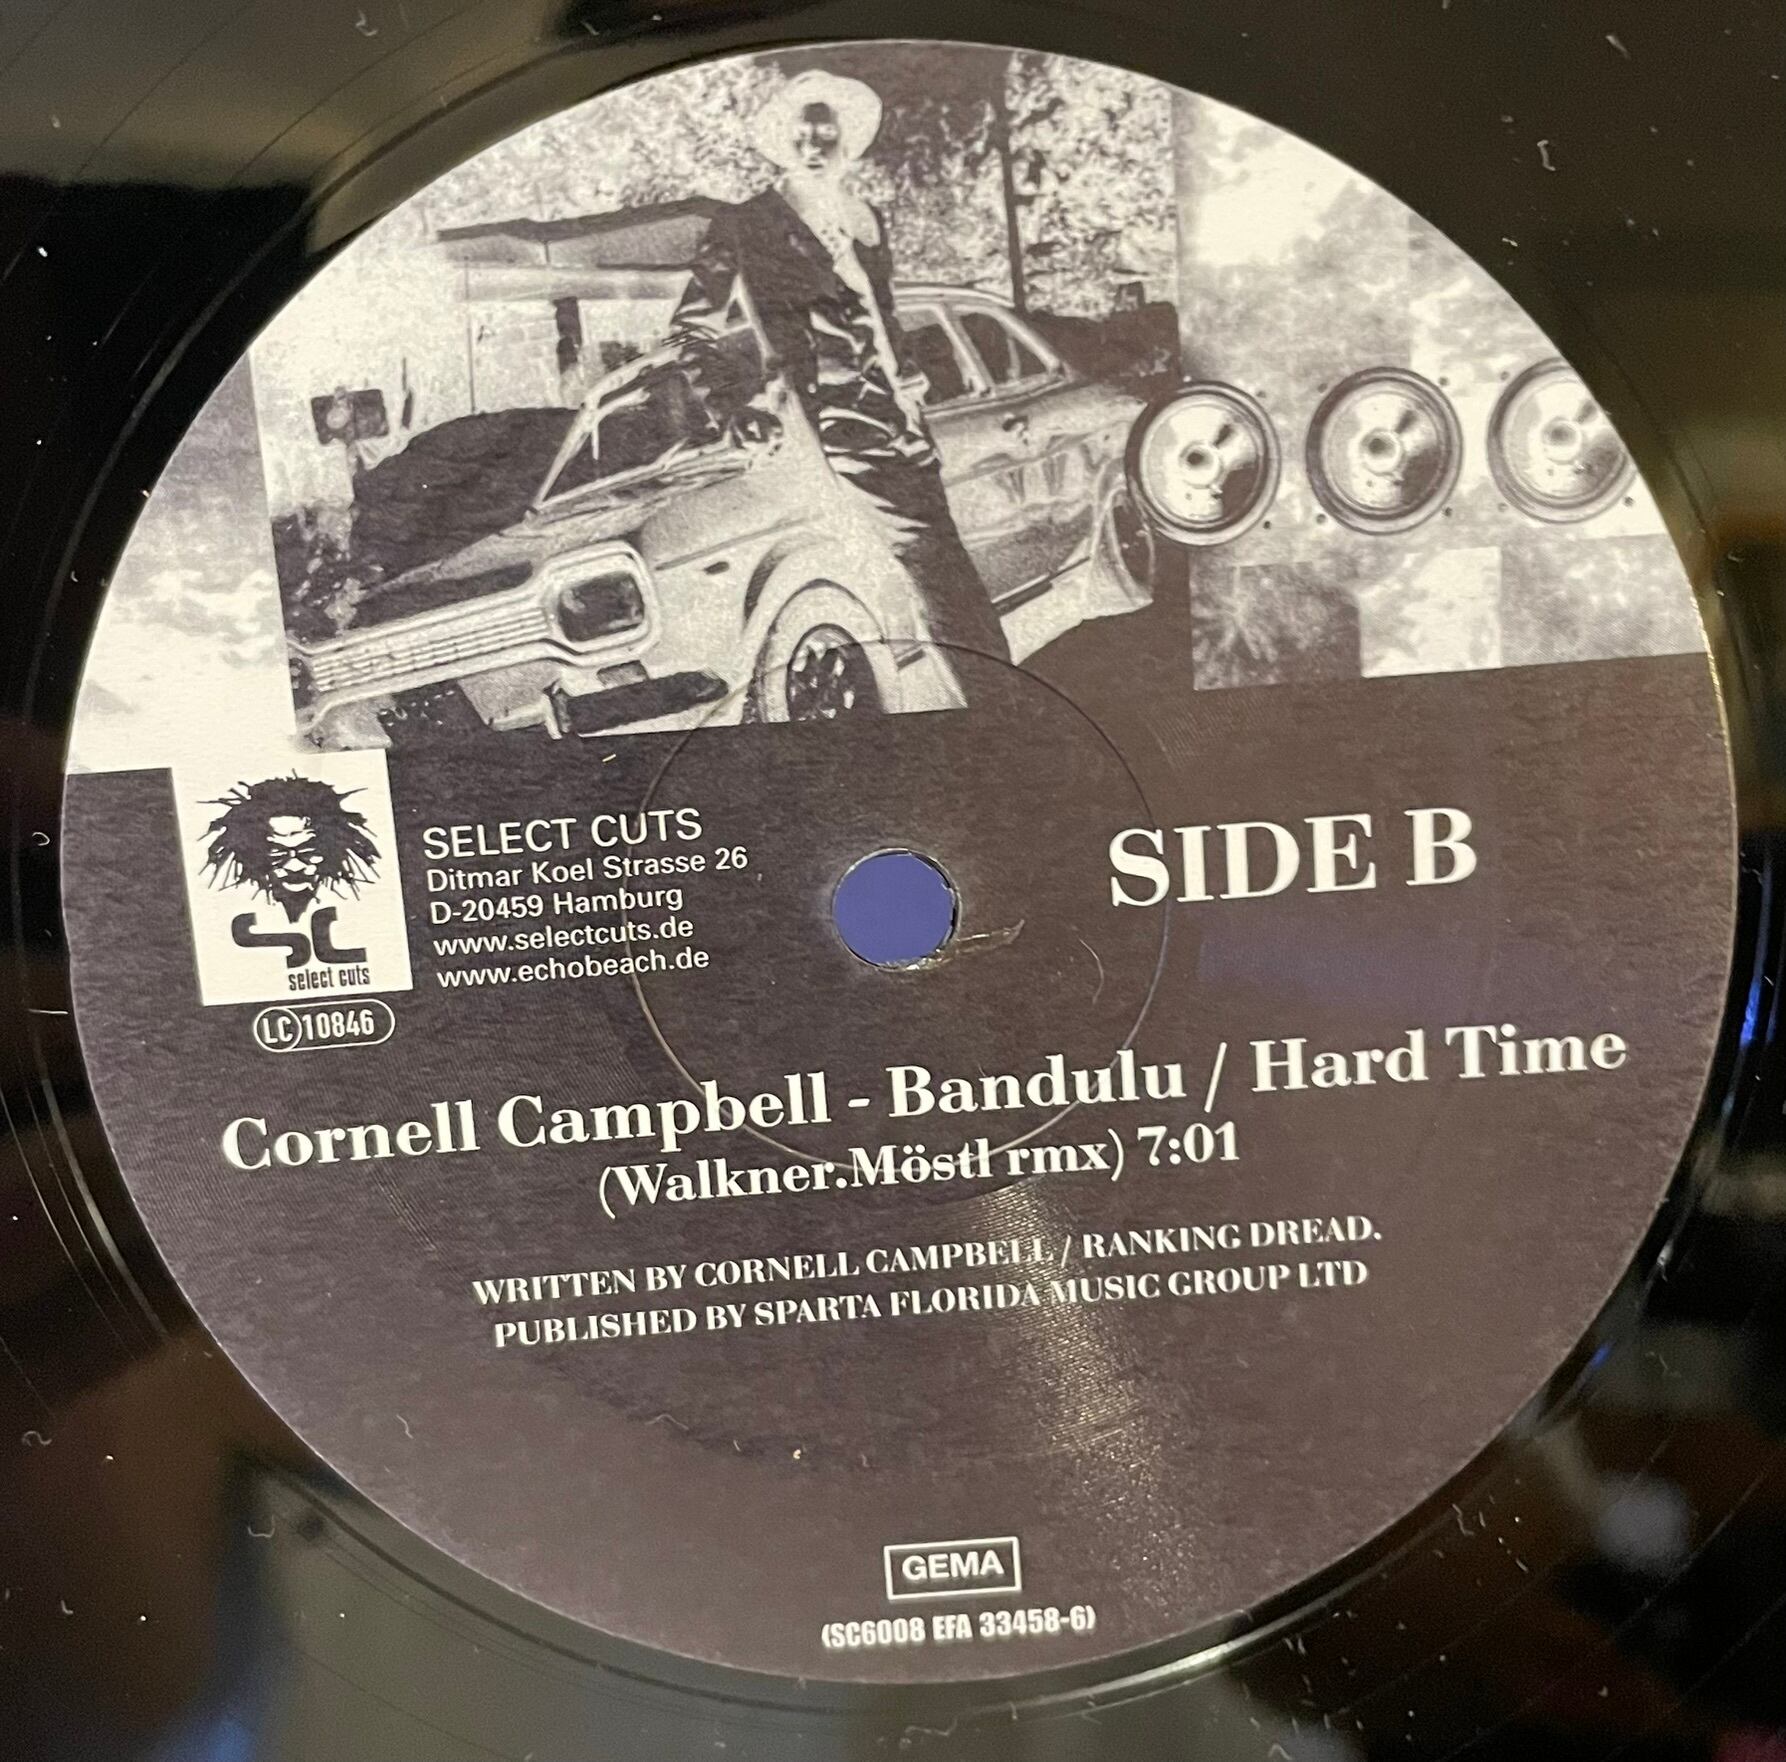 SELECT CUTS
Ditmar Koel Strasse 26
D-20459 Hamburg
www.selectcuts.de
www.echobeach.de
SC
select cuts
LC 10846
SIDE B
Cornell Campbell - Bandulu / Hard Time
(Walkner.Möstl rmx) 7:01
WRITTEN BY CORNELL CAMPBELL / RANKING DREAD.
PUBLISHED BY SPARTA FLORIDA MUSIC GROUP LTD
GEMA
(SC6008 EFA 33458-6)